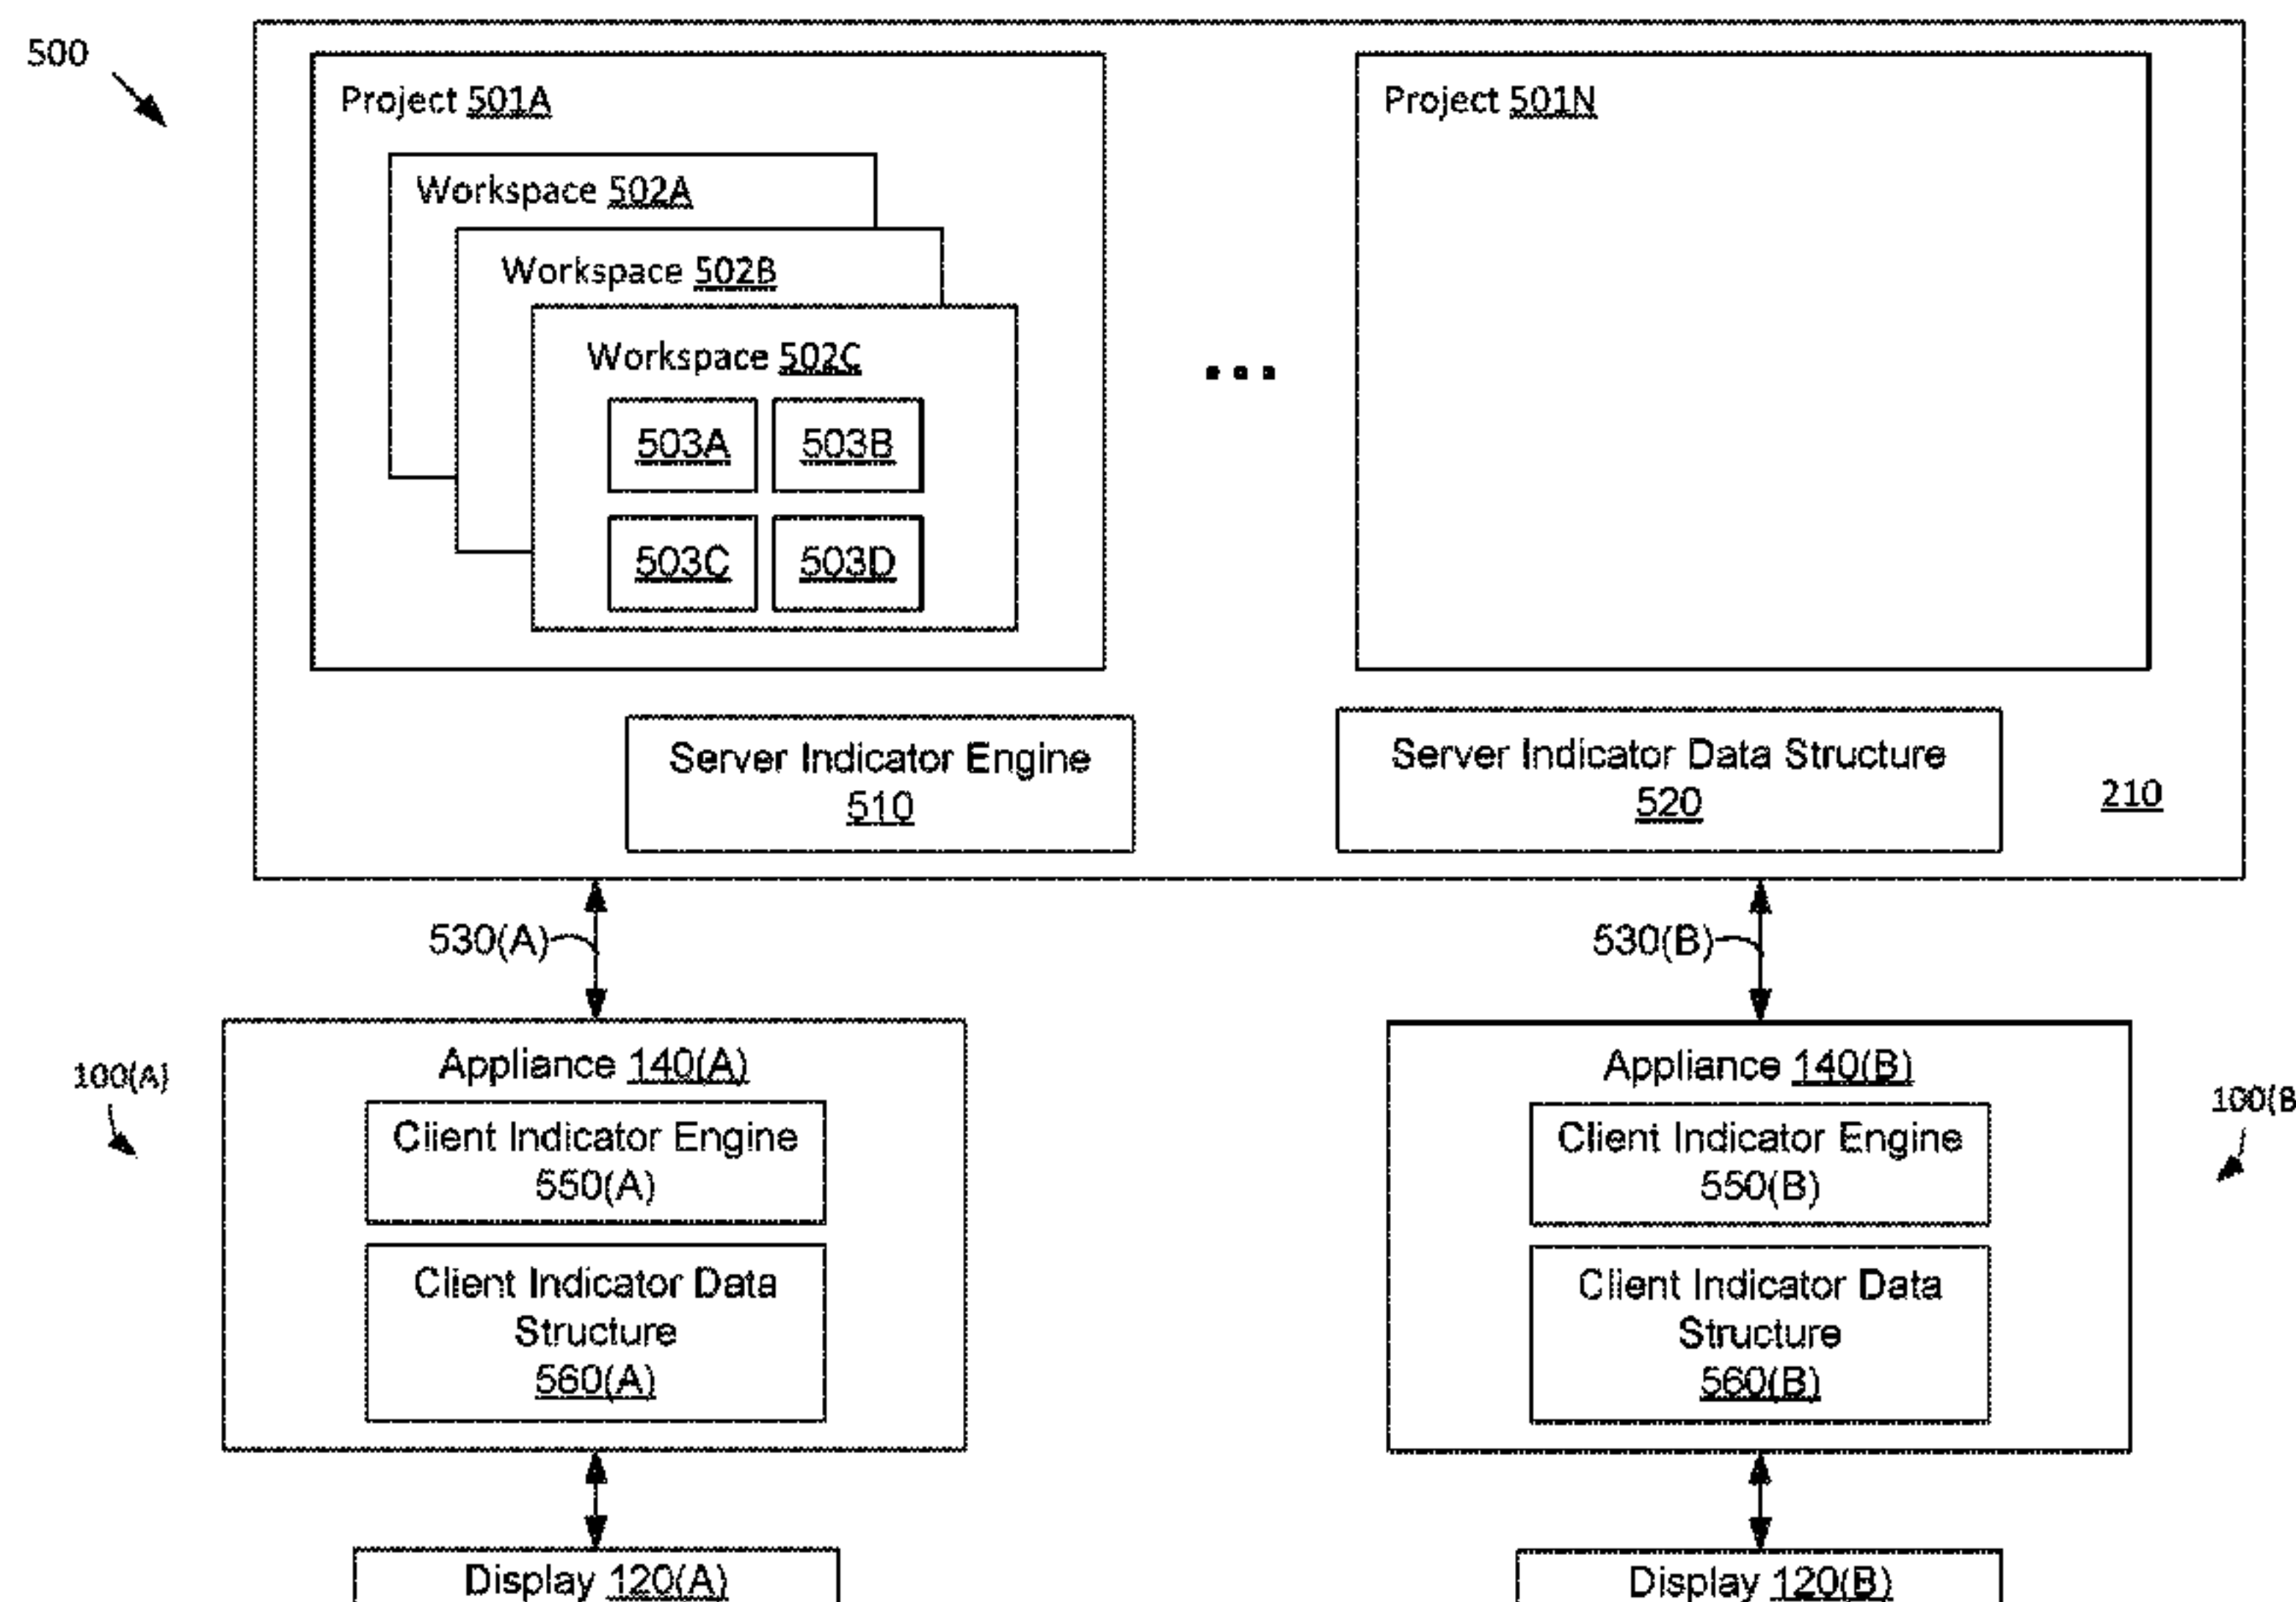 500
Project 501A
Project 501N
Workspace 502A
Workspace 502B
Workspace 502C
503A 503B
503C 503D
Server Indicator Engine
510
Server Indicator Data Structure
520
210
530(A)
530(B)
100(A)
Appliance 140(A)
Client Indicator Engine
550(A)
Client Indicator Data
Structure
560(A)
Appliance 140(B)
Client Indicator Engine
550(B)
Client Indicator Data
Structure
560(B)
100(B
Display 120(A)
Display 120(B)